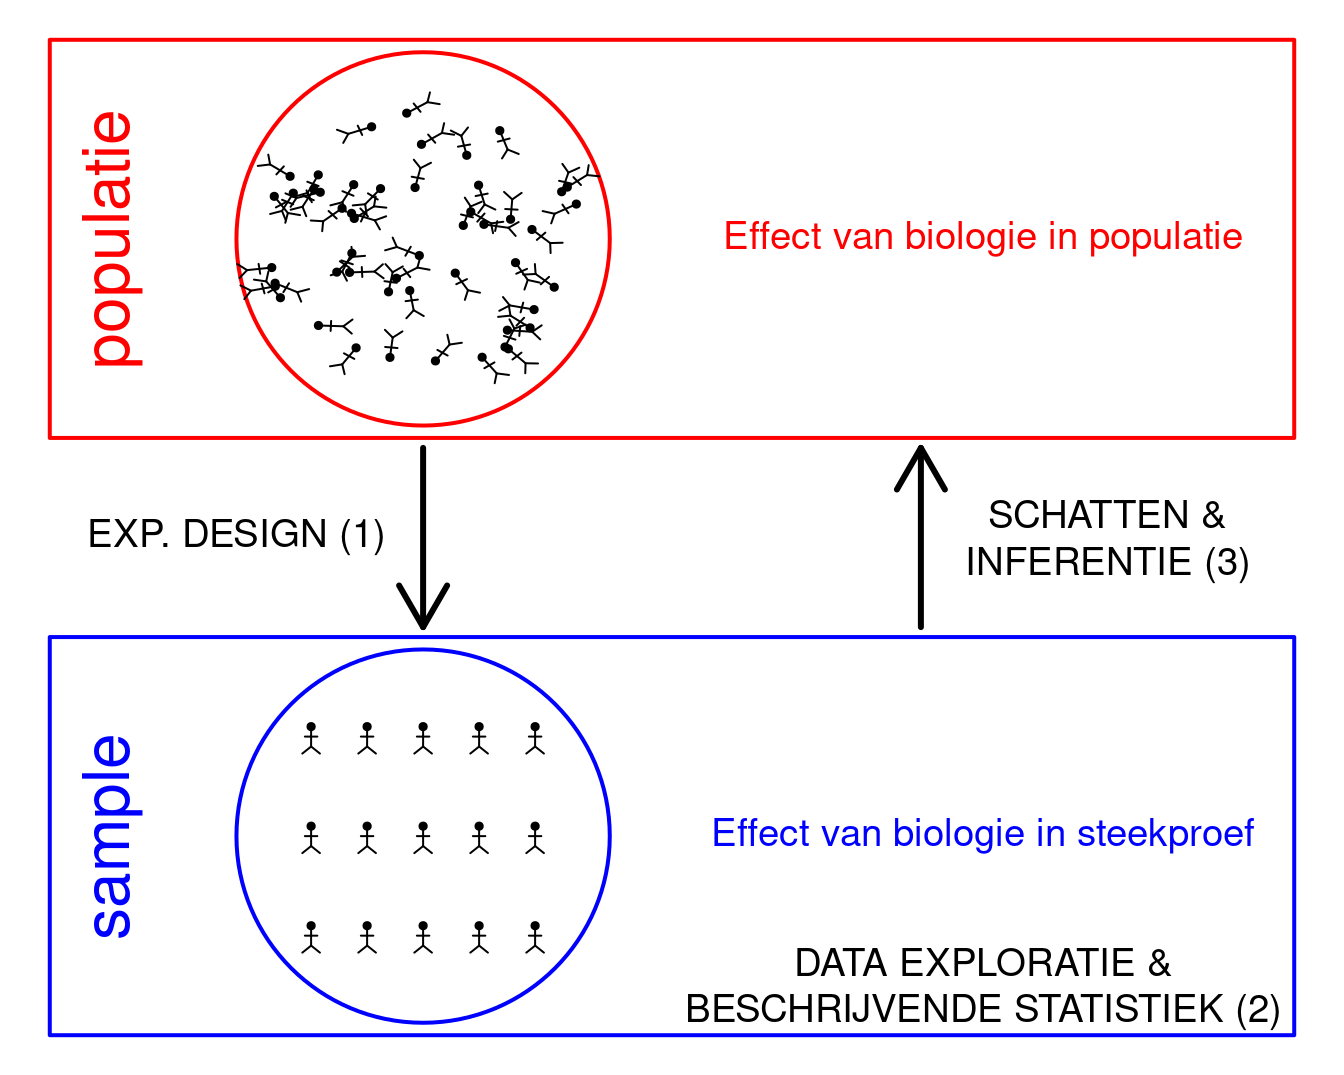 populatie
Effect van biologie in populatie
EXP. DESIGN (1)
SCHATTEN &
INFERENTIE (3)
sample
Effect van biologie in steekproef
DATA EXPLORATIE &
BESCHRIJVENDE STATISTIEK (2)